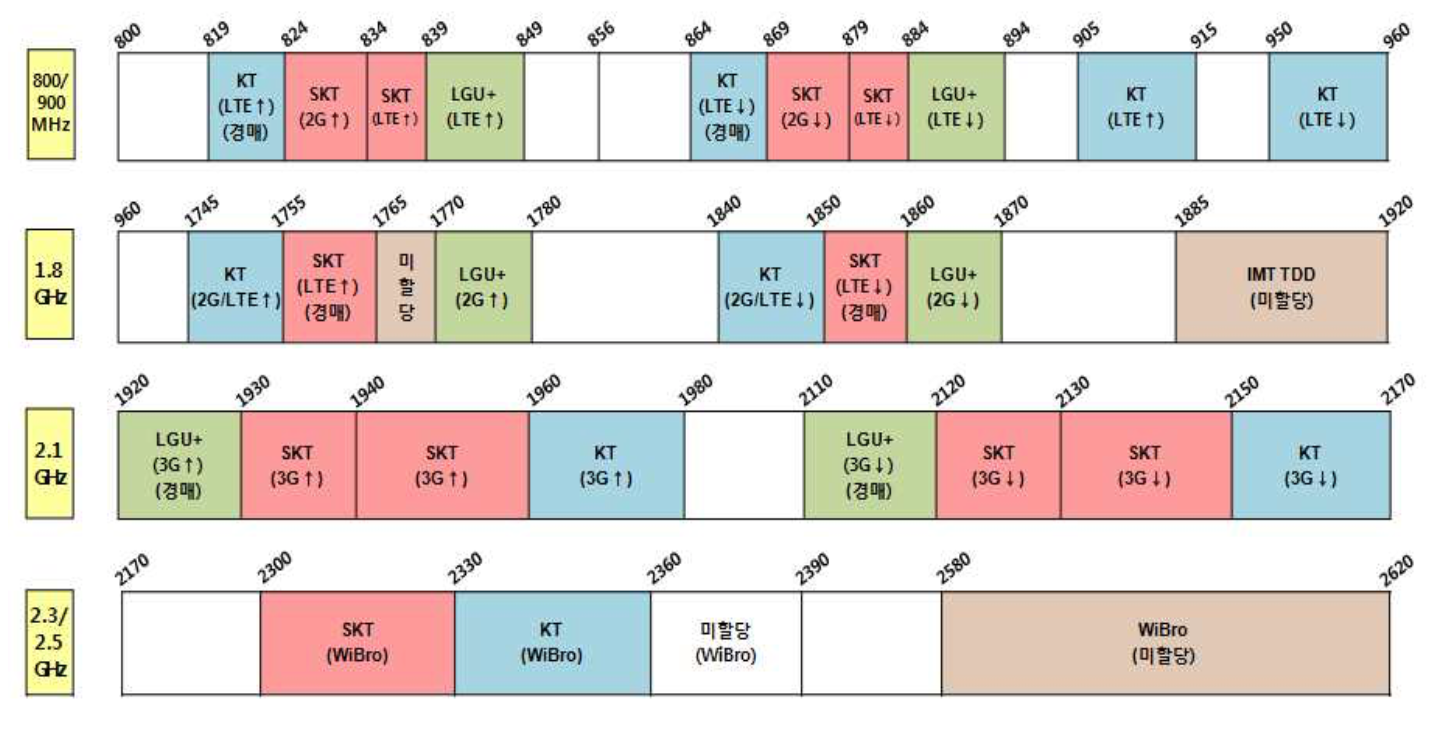 800 819 824 834 839 849 856 864 869 879 884 894 905 915 950 960
800/
900
MHz
KT
(LTE↑)
(경매)
SKT
(2G↑)
SKT
(LTE↑)
LGU+
(LTE↑)
KT
(LTE↓)
(경매)
SKT
(2G↓)
SKT
(LTE↓)
LGU+
(LTE↓)
KT
(LTE↑)
KT
(LTE↓)
960 1745 1755 1765 1770 1780 1840 1850 1860 1870 1885 1920
1.8
GHz
KT
(2G/LTE↑)
SKT
(LTE↑)
(경매)
미
할
당
LGU+
(2G↑)
KT
(2G/LTE↓)
SKT
(LTE↓)
(경매)
LGU+
(2G↓)
IMT TDD
(미할당)
1920 1930 1940 1960 1980 2110 2120 2130 2150 2170
2.1
GHz
LGU+
(3G↑)
(경매)
SKT
(3G↑)
SKT
(3G↑)
KT
(3G↑)
LGU+
(3G↓)
(경매)
SKT
(3G↓)
SKT
(3G↓)
KT
(3G↓)
2170 2300 2330 2360 2390 2580 2620
2.3/
2.5
GHz
SKT
(WiBro)
KT
(WiBro)
미할당
(WiBro)
WiBro
(미할당)